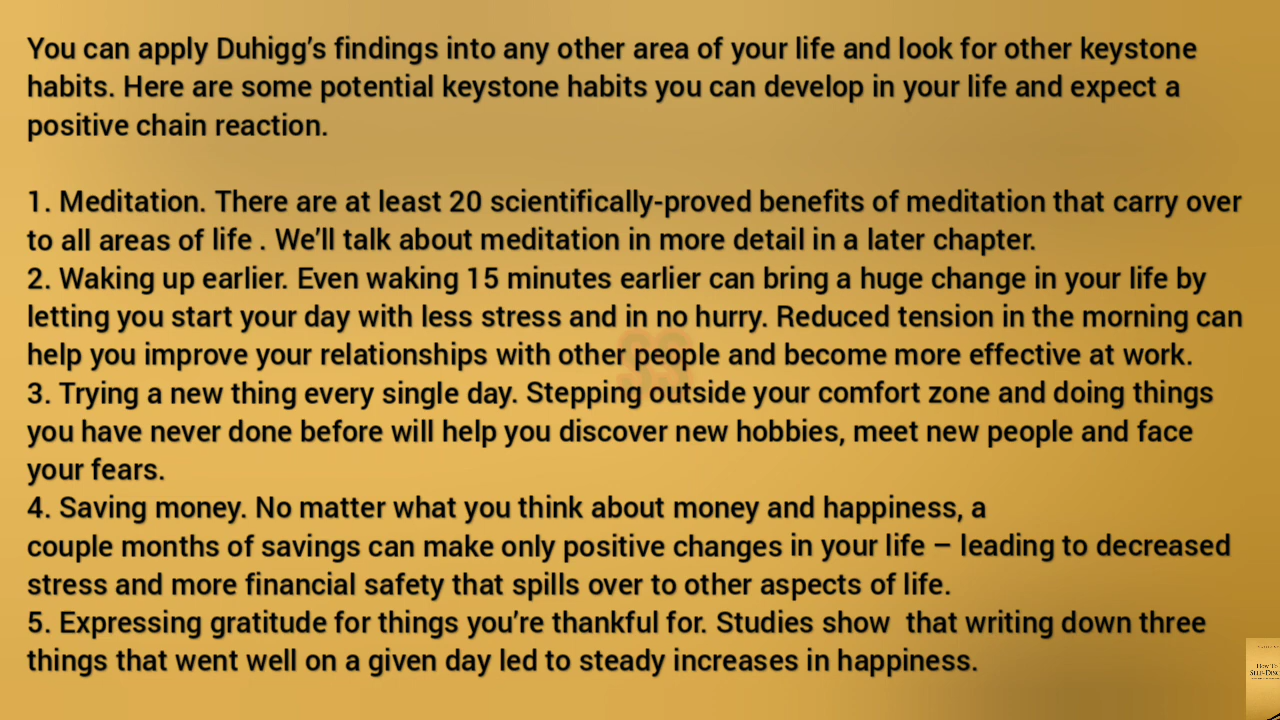 You can apply Duhigg’s findings into any other area of your life and look for other keystone
habits. Here are some potential keystone habits you can develop in your life and expect a
positive chain reaction.
1. Meditation. There are at least 20 scientifically-proved benefits of meditation that carry over
to all areas of life . We’ll talk about meditation in more detail in a later chapter.
2. Waking up earlier. Even waking 15 minutes earlier can bring a huge change in your life by
letting you start your day with less stress and in no hurry. Reduced tension in the morning can
help you improve your relationships with other people and become more effective at work.
3. Trying a new thing every single day. Stepping outside your comfort zone and doing things
you have never done before will help you discover new hobbies, meet new people and face
your fears.
4. Saving money. No matter what you think about money and happiness, a
couple months of savings can make only positive changes in your life – leading to decreased
stress and more financial safety that spills over to other aspects of life.
5. Expressing gratitude for things you’re thankful for. Studies show  that writing down three
things that went well on a given day led to steady increases in happiness.
How To